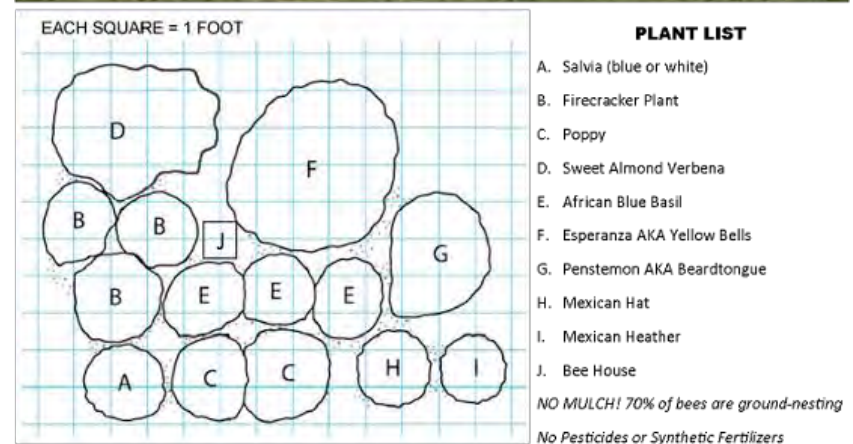 EACH SQUARE = 1 FOOT
D
F
B
B
J
G
B
E
E
E
A
C
C
H
I
PLANT LIST
A. Salvia (blue or white)
B. Firecracker Plant
C. Poppy
D. Sweet Almond Verbena
E. African Blue Basil
F. Esperanza AKA Yellow Bells
G. Penstemon AKA Beardtongue
H. Mexican Hat
I. Mexican Heather
J. Bee House
NO MULCH! 70% of bees are ground-nesting
No Pesticides or Synthetic Fertilizers